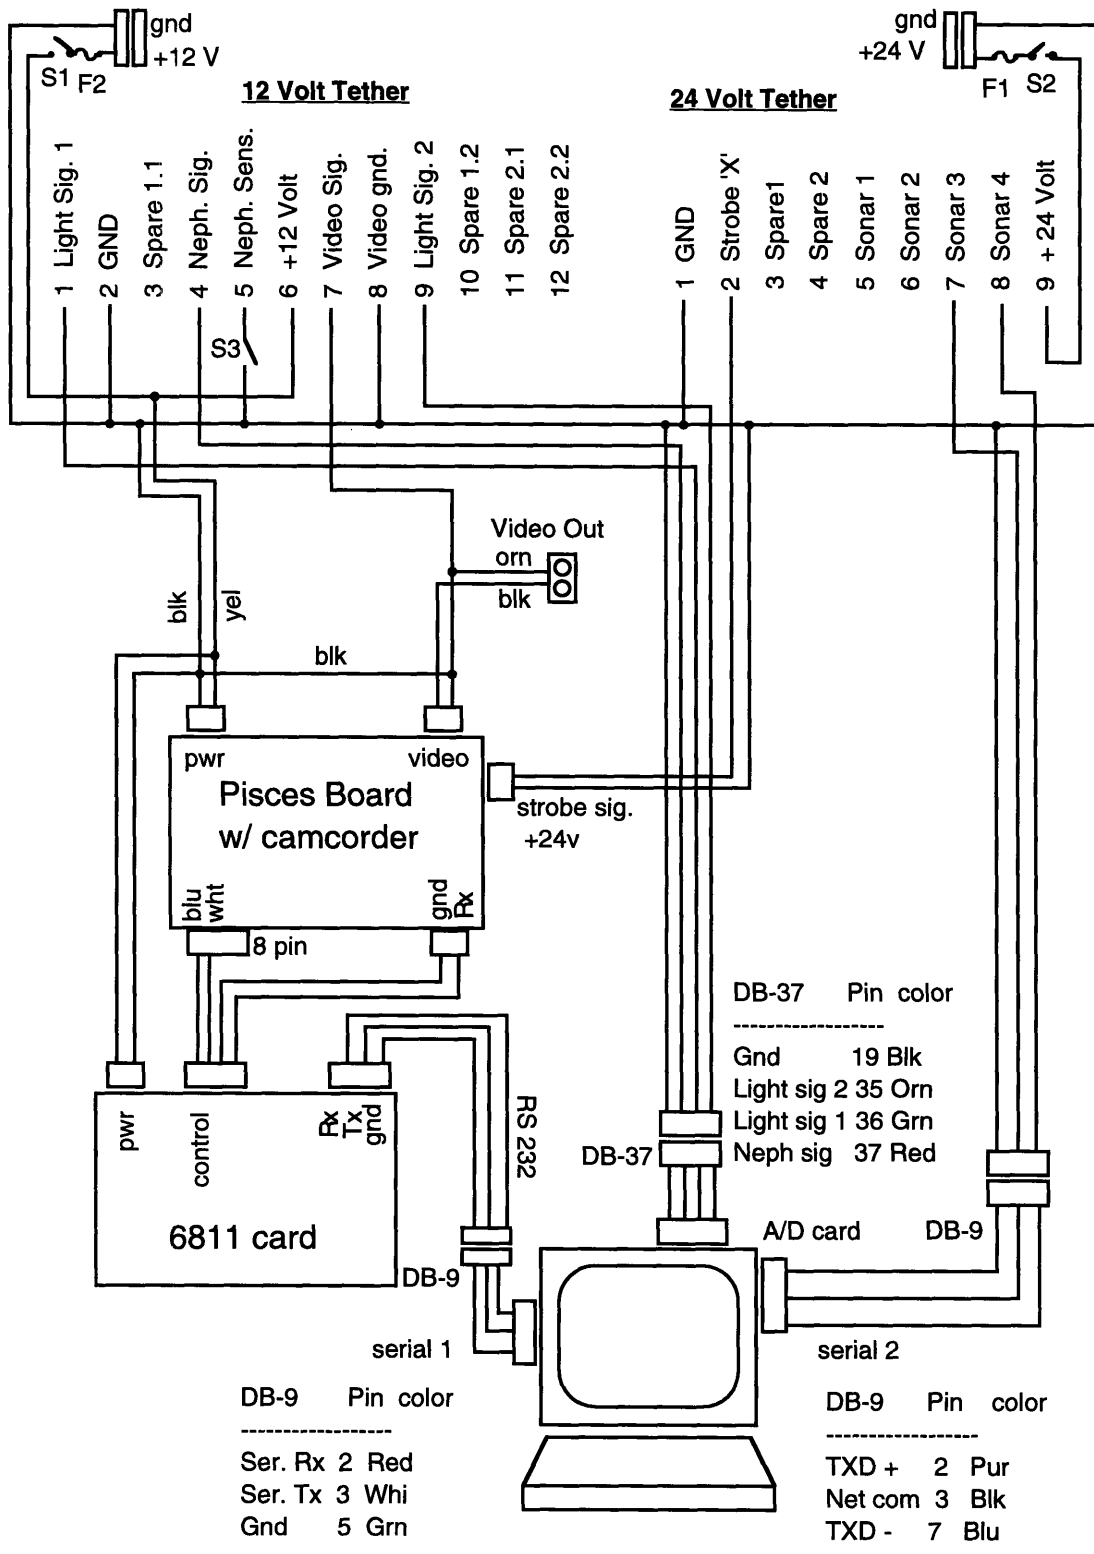 gnd
+12 V
S1 F2
gnd
+24 V
F1 S2
12 Volt Tether
24 Volt Tether
1 Light Sig. 1
2 GND
3 Spare 1.1
4 Neph. Sig.
5 Neph. Sens.
6 +12 Volt
7 Video Sig.
8 Video gnd.
9 Light Sig. 2
10 Spare 1.2
11 Spare 2.1
12 Spare 2.2
1 GND
2 Strobe 'X'
3 Spare1
4 Spare 2
5 Sonar 1
6 Sonar 2
7 Sonar 3
8 Sonar 4
9 + 24 Volt
S3
Video Out
orn
blk
blk
yel
blk
pwr
video
Pisces Board
w/ camcorder
strobe sig.
+24v
blu
wht
gnd
Rx
8 pin
DB-37 Pin color
-------------------
Gnd 19 Blk
Light sig 2 35 Orn
Light sig 1 36 Grn
Neph sig 37 Red
pwr
control
Rx
Tx
gnd
RS 232
DB-37
6811 card
A/D card
DB-9
DB-9
serial 1
serial 2
DB-9 Pin color
-------------------
Ser. Rx 2 Red
Ser. Tx 3 Whi
Gnd 5 Grn
DB-9 Pin color
-------------------
TXD + 2 Pur
Net com 3 Blk
TXD - 7 Blu